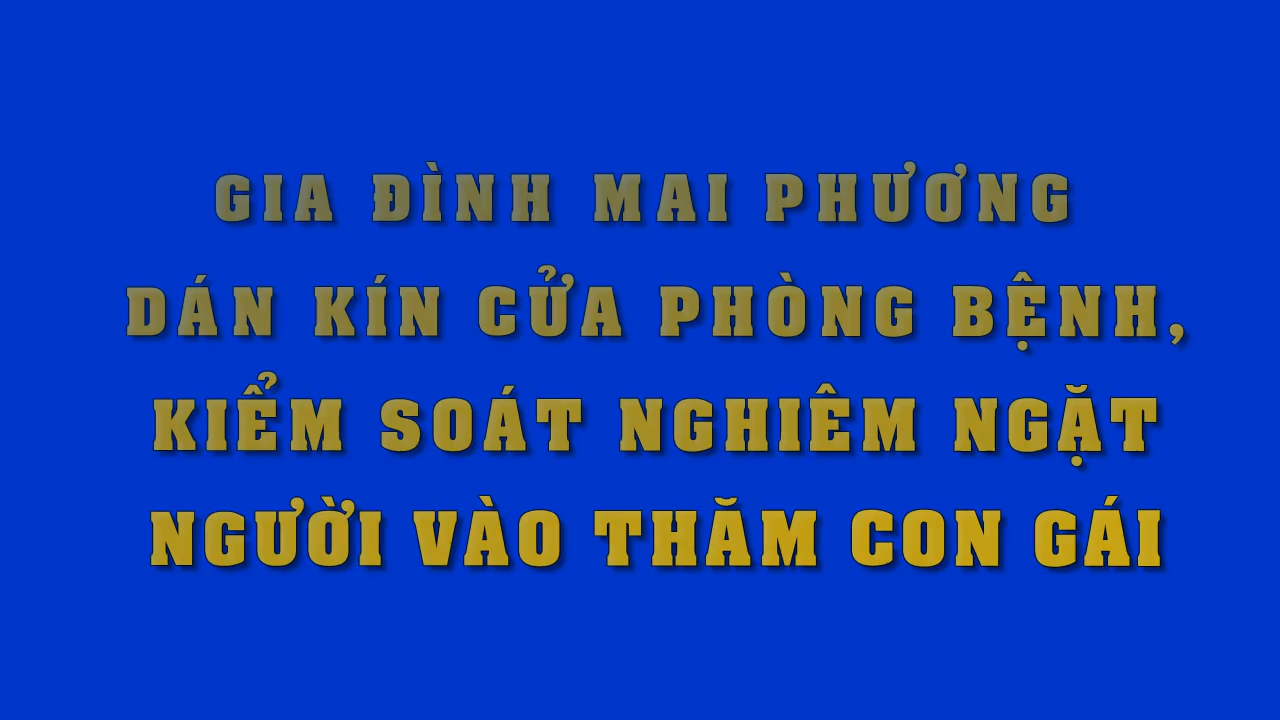 GIA ĐÌNH MAI PHƯƠNG
DÁN KÍN CỬA PHÒNG BỆNH,
KIỂM SOÁT NGHIÊM NGẶT
NGƯỜI VÀO THĂM CON GÁI